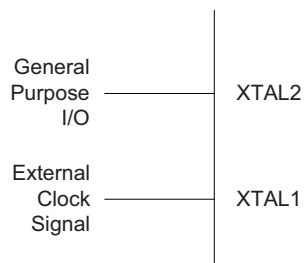 General
Purpose
I/O
XTAL2
External
Clock
Signal
XTAL1